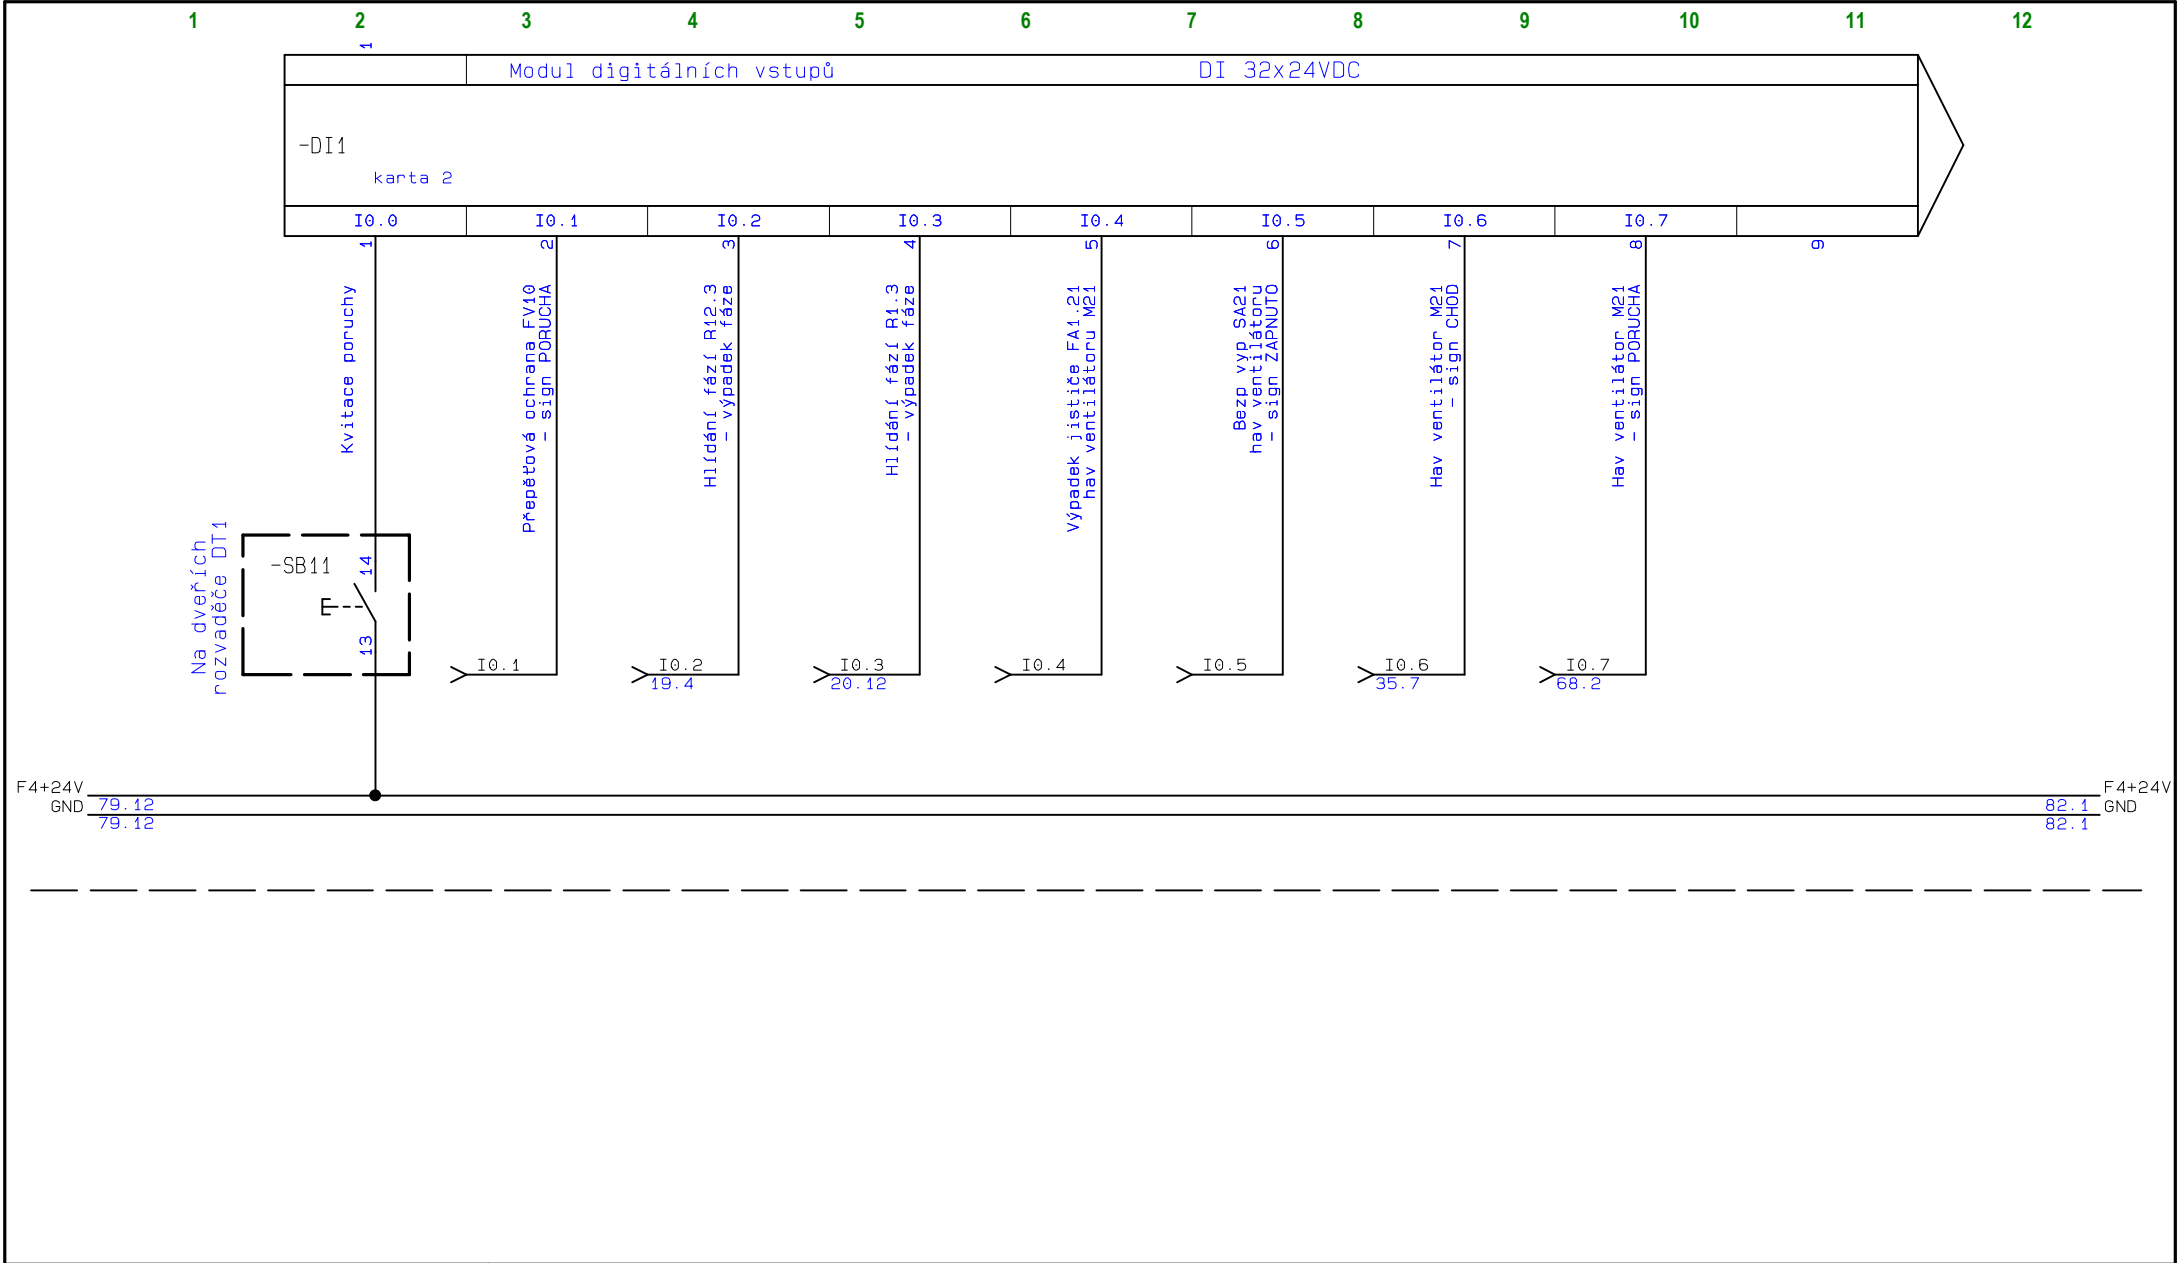 1 2 3 4 5 6 7 8 9 10 11 12
1
Modul digitálních vstupů DI 32x24VDC
-DI1
karta 2
I0.0 I0.1 I0.2 I0.3 I0.4 I0.5 I0.6 I0.7
1 2 3 4 5 6 7 8 9
Kvitace poruchy
Přepěťová ochrana FV10
- sign PORUCHA
Hlídání fází R12.3
- výpadek fáze
Hlídání fází R1.3
- výpadek fáze
Výpadek jističe FA1.21
hav ventilátoru M21
Bezp vyp SA21
hav ventilátoru
- sign ZAPNUTO
Hav ventilátor M21
- sign CHOD
Hav ventilátor M21
- sign PORUCHA
Na dveřích
rozvaděče DT1
-SB11
14
13
I0.1 I0.2 I0.3 I0.4 I0.5 I0.6 I0.7
19.4 20.12 35.7 68.2
F4+24V F4+24V
79.12 82.1
GND GND
79.12 82.1